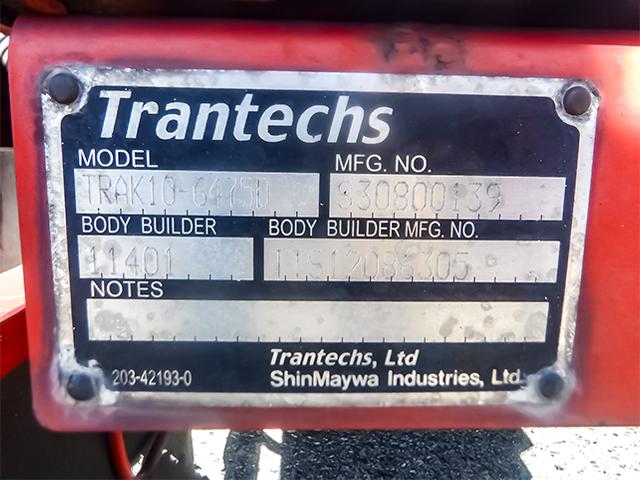 Trantechs
MODEL MFG. NO.
TRAK10-6475D S30800139
BODY BUILDER BODY BUILDER MFG. NO.
11401
NOTES
Trantechs, Ltd
203-42193-0 ShinMaywa Industries, Ltd.